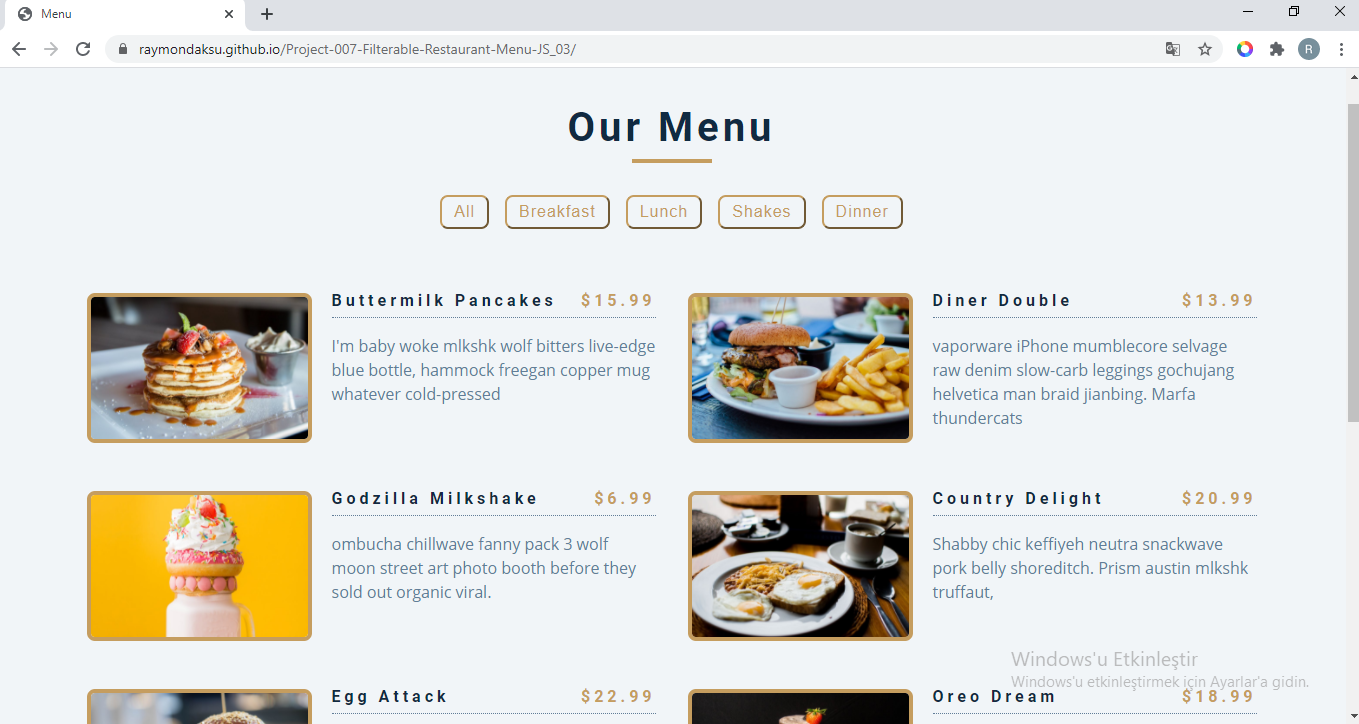 Menu
raymondaksu.github.io/Project-007-Filterable-Restaurant-Menu-JS_03/
R
Our Menu
All
Breakfast
Lunch
Shakes
Dinner
Buttermilk Pancakes $15.99
I'm baby woke mlkshk wolf bitters live-edge
blue bottle, hammock freegan copper mug
whatever cold-pressed
Diner Double $13.99
vaporware iPhone mumblecore selvage
raw denim slow-carb leggings gochujang
helvetica man braid jianbing. Marfa
thundercats
Godzilla Milkshake $6.99
ombucha chillwave fanny pack 3 wolf
moon street art photo booth before they
sold out organic viral.
Country Delight $20.99
Shabby chic keffiyeh neutra snackwave
pork belly shoreditch. Prism austin mlkshk
truffaut,
Egg Attack $22.99
Oreo Dream $18.99
Windows'u Etkinleştir
Windows'u etkinleştirmek için Ayarlar'a gidin.